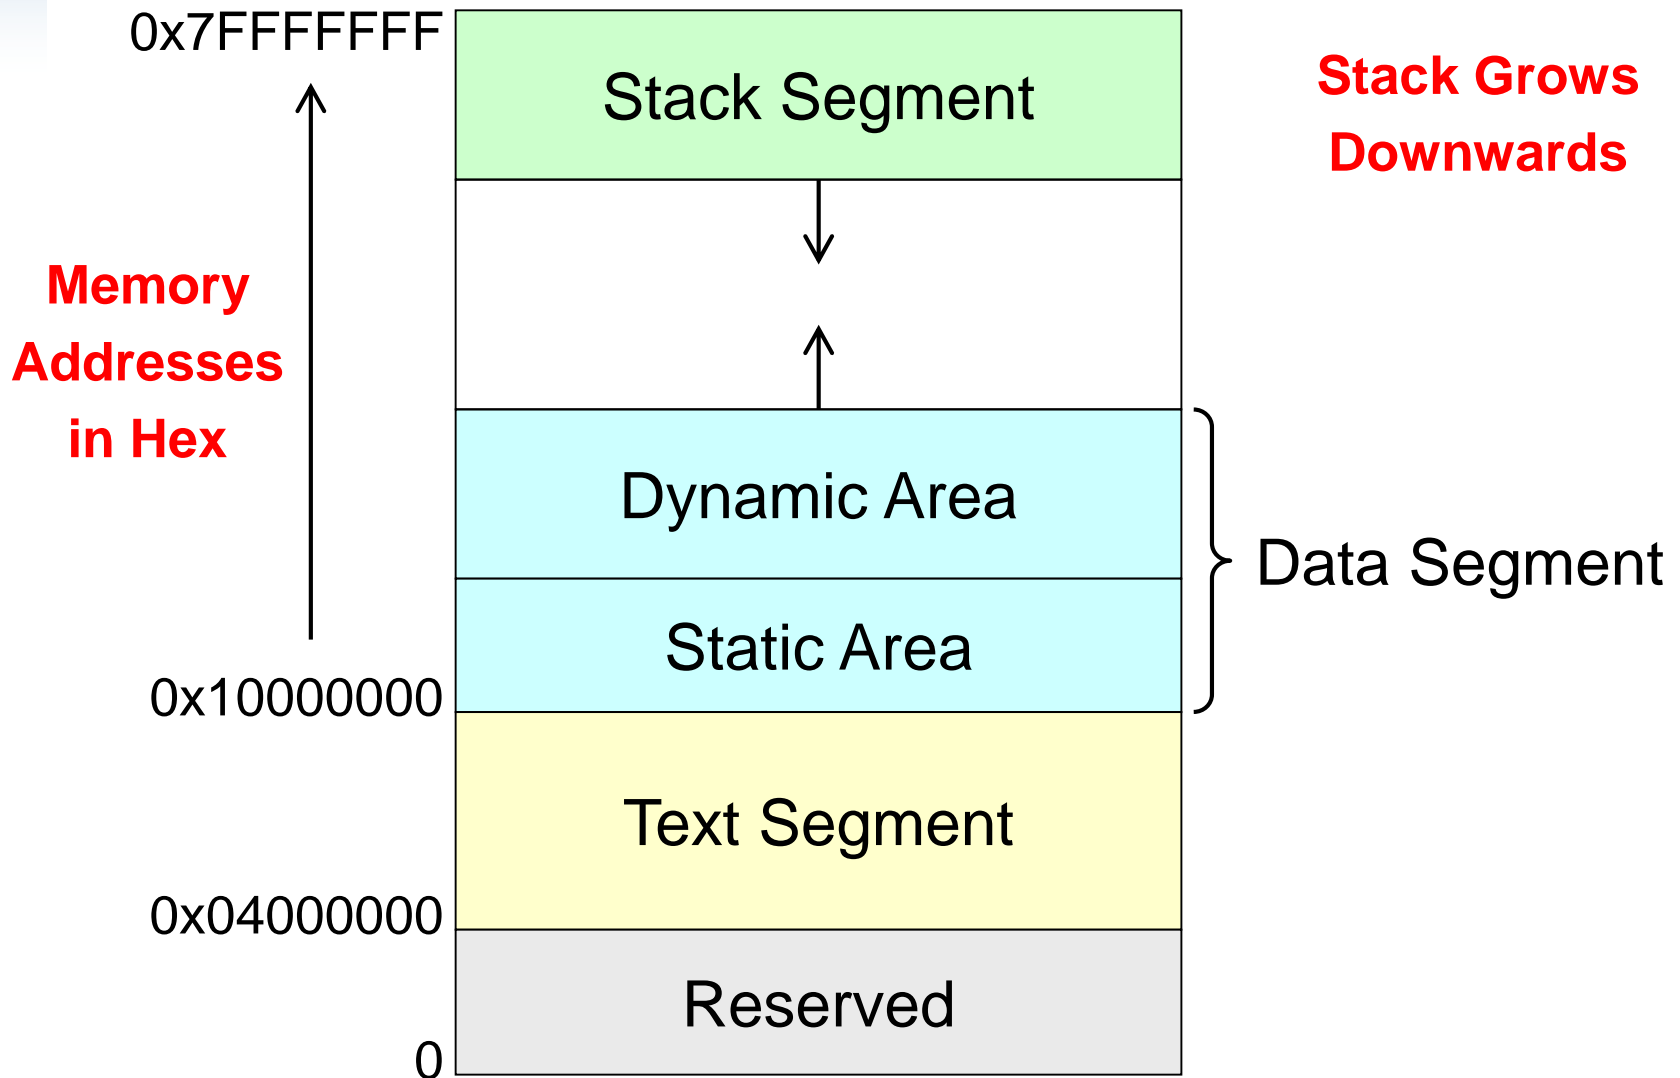 0x7FFFFFFF
Stack Segment
Stack Grows
Downwards
Memory
Addresses
in Hex
Dynamic Area
Data Segment
Static Area
0x10000000
Text Segment
0x04000000
Reserved
0